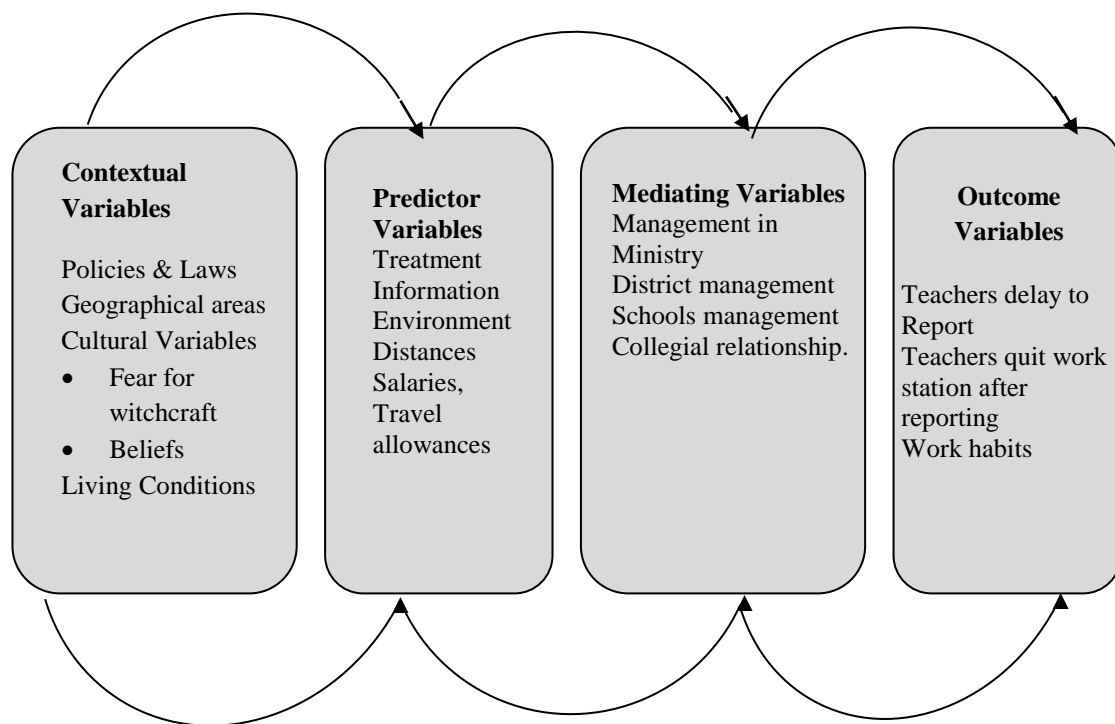 Contextual
Variables
Policies & Laws
Geographical areas
Cultural Variables
• Fear for
witchcraft
• Beliefs
Living Conditions
Predictor
Variables
Treatment
Information
Environment
Distances
Salaries,
Travel
allowances
Mediating Variables
Management in
Ministry
District management
Schools management
Collegial relationship.
Outcome
Variables
Teachers delay to
Report
Teachers quit work
station after
reporting
Work habits